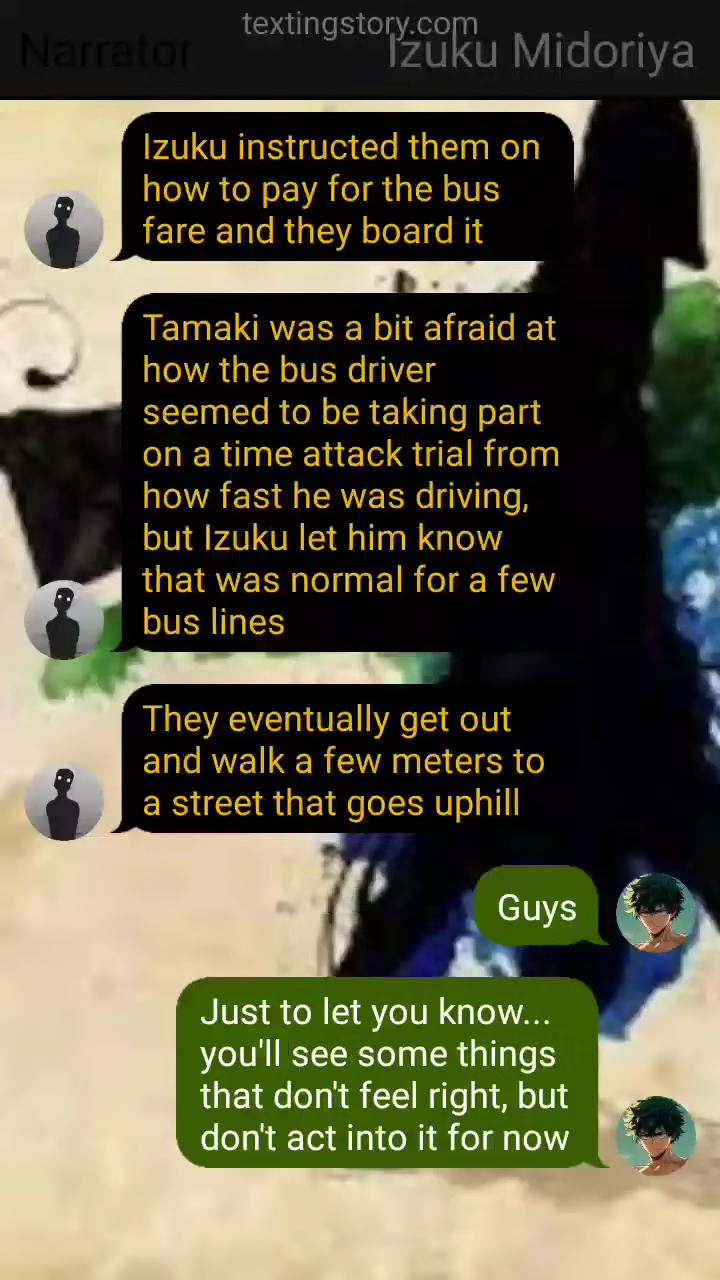 textingstory.com
Narrator
Izuku Midoriya
Izuku instructed them on
how to pay for the bus
fare and they board it
Tamaki was a bit afraid at
how the bus driver
seemed to be taking part
on a time attack trial from
how fast he was driving,
but Izuku let him know
that was normal for a few
bus lines
They eventually get out
and walk a few meters to
a street that goes uphill
Guys
Just to let you know...
you'll see some things
that don't feel right, but
don't act into it for now